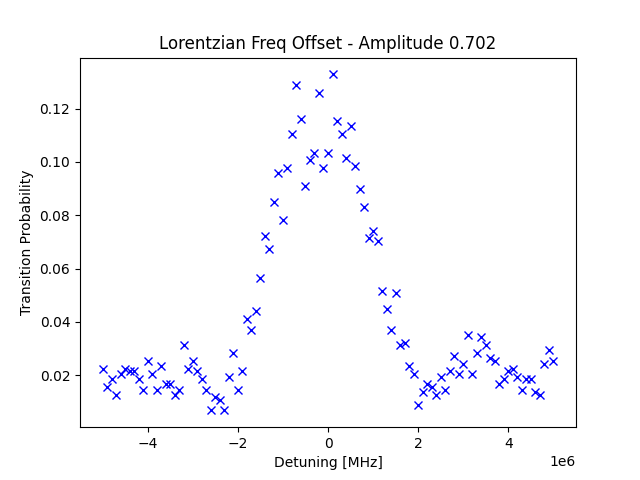 Lorentzian Freq Offset - Amplitude 0.702
Transition Probability
0.12
0.10
0.08
0.06
0.04
0.02
−4
−2
0
2
4
1e6
Detuning [MHz]